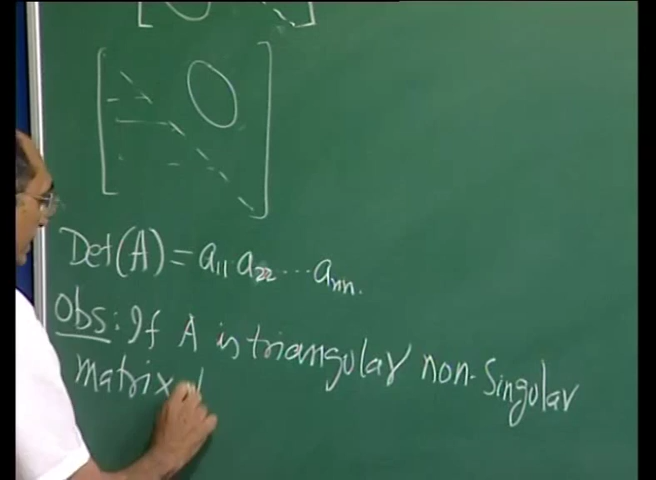 Det(A) = a11 . a22 ... ann.
Obs: If A is triangular non-Singular
matrix